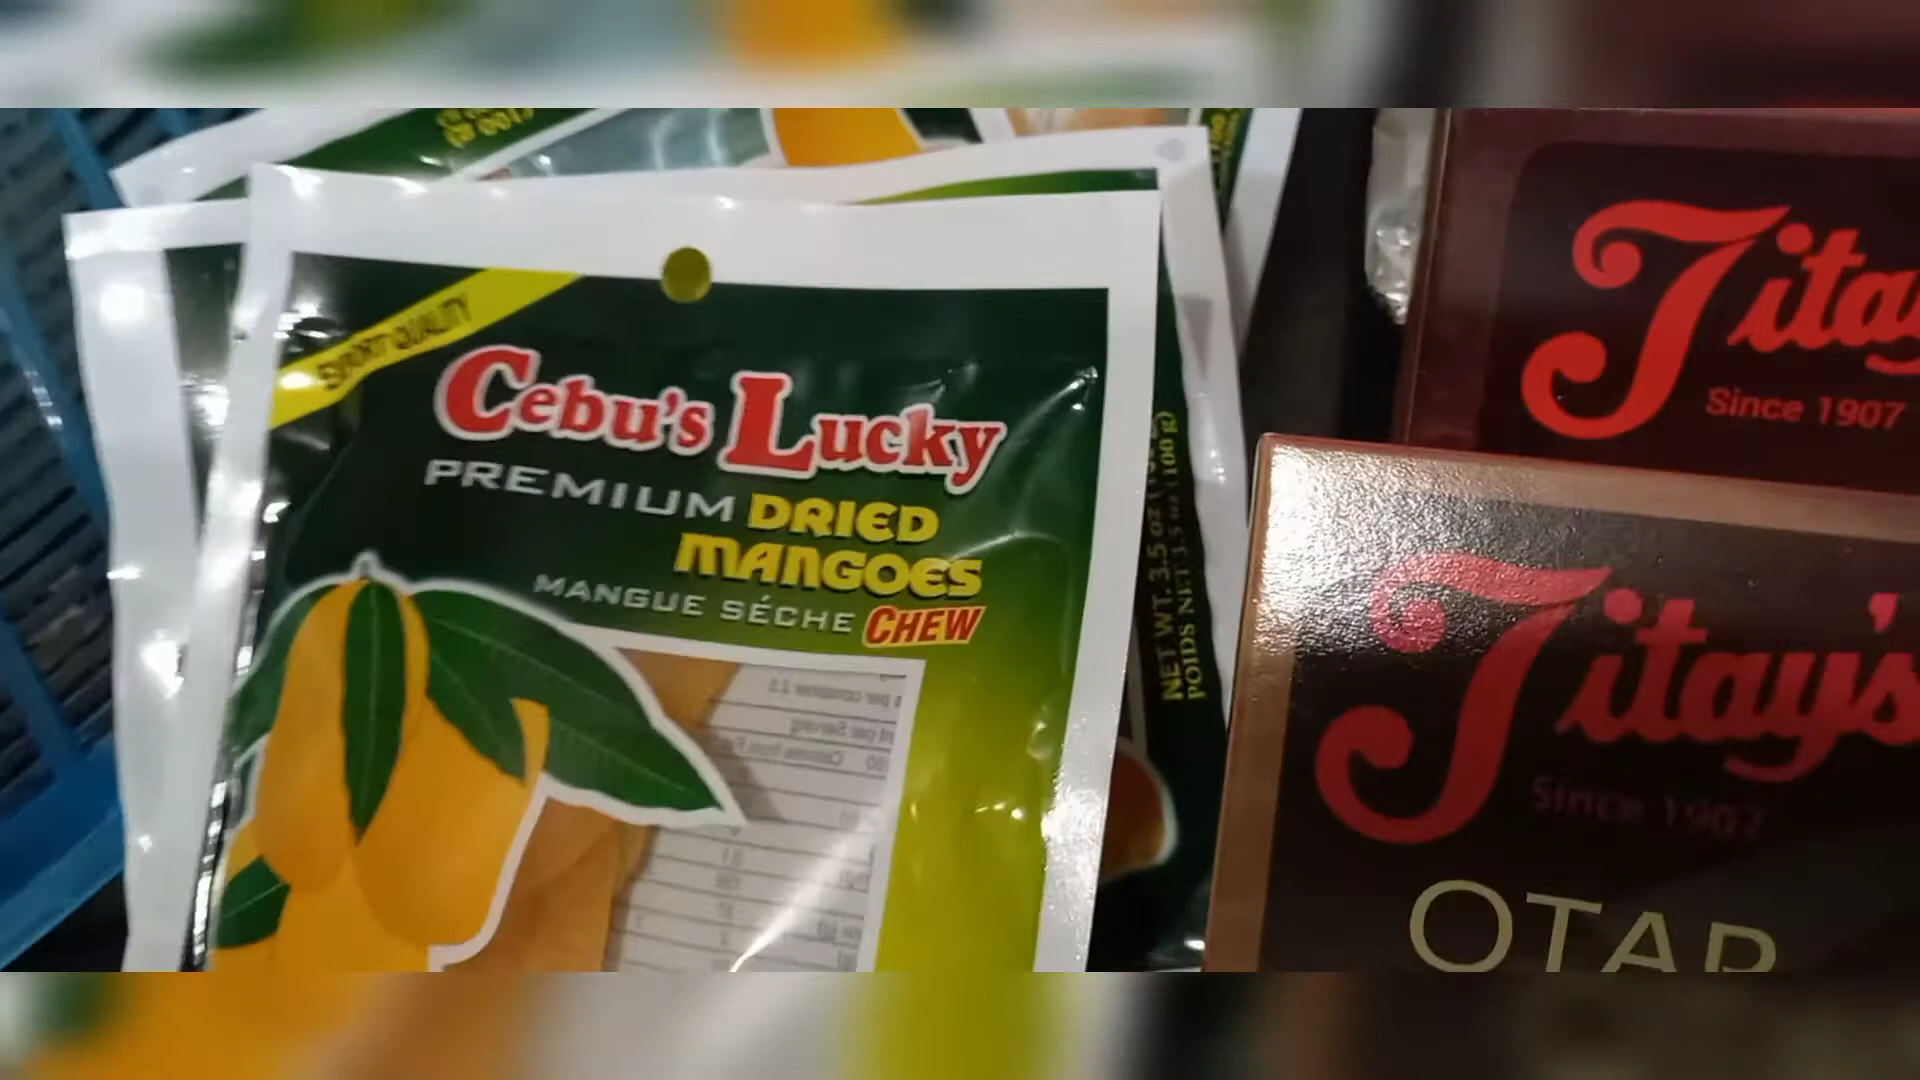 EXPORT QUALITY
Cebu's Lucky
PREMIUM DRIED
MANGOES
MANGUE SÉCHE CHEW
NET WT. 3.5 oz
POIDS NET 3.5 oz (100 g)
Titay
Since 1907
Titay's
Since 1907
OTAP